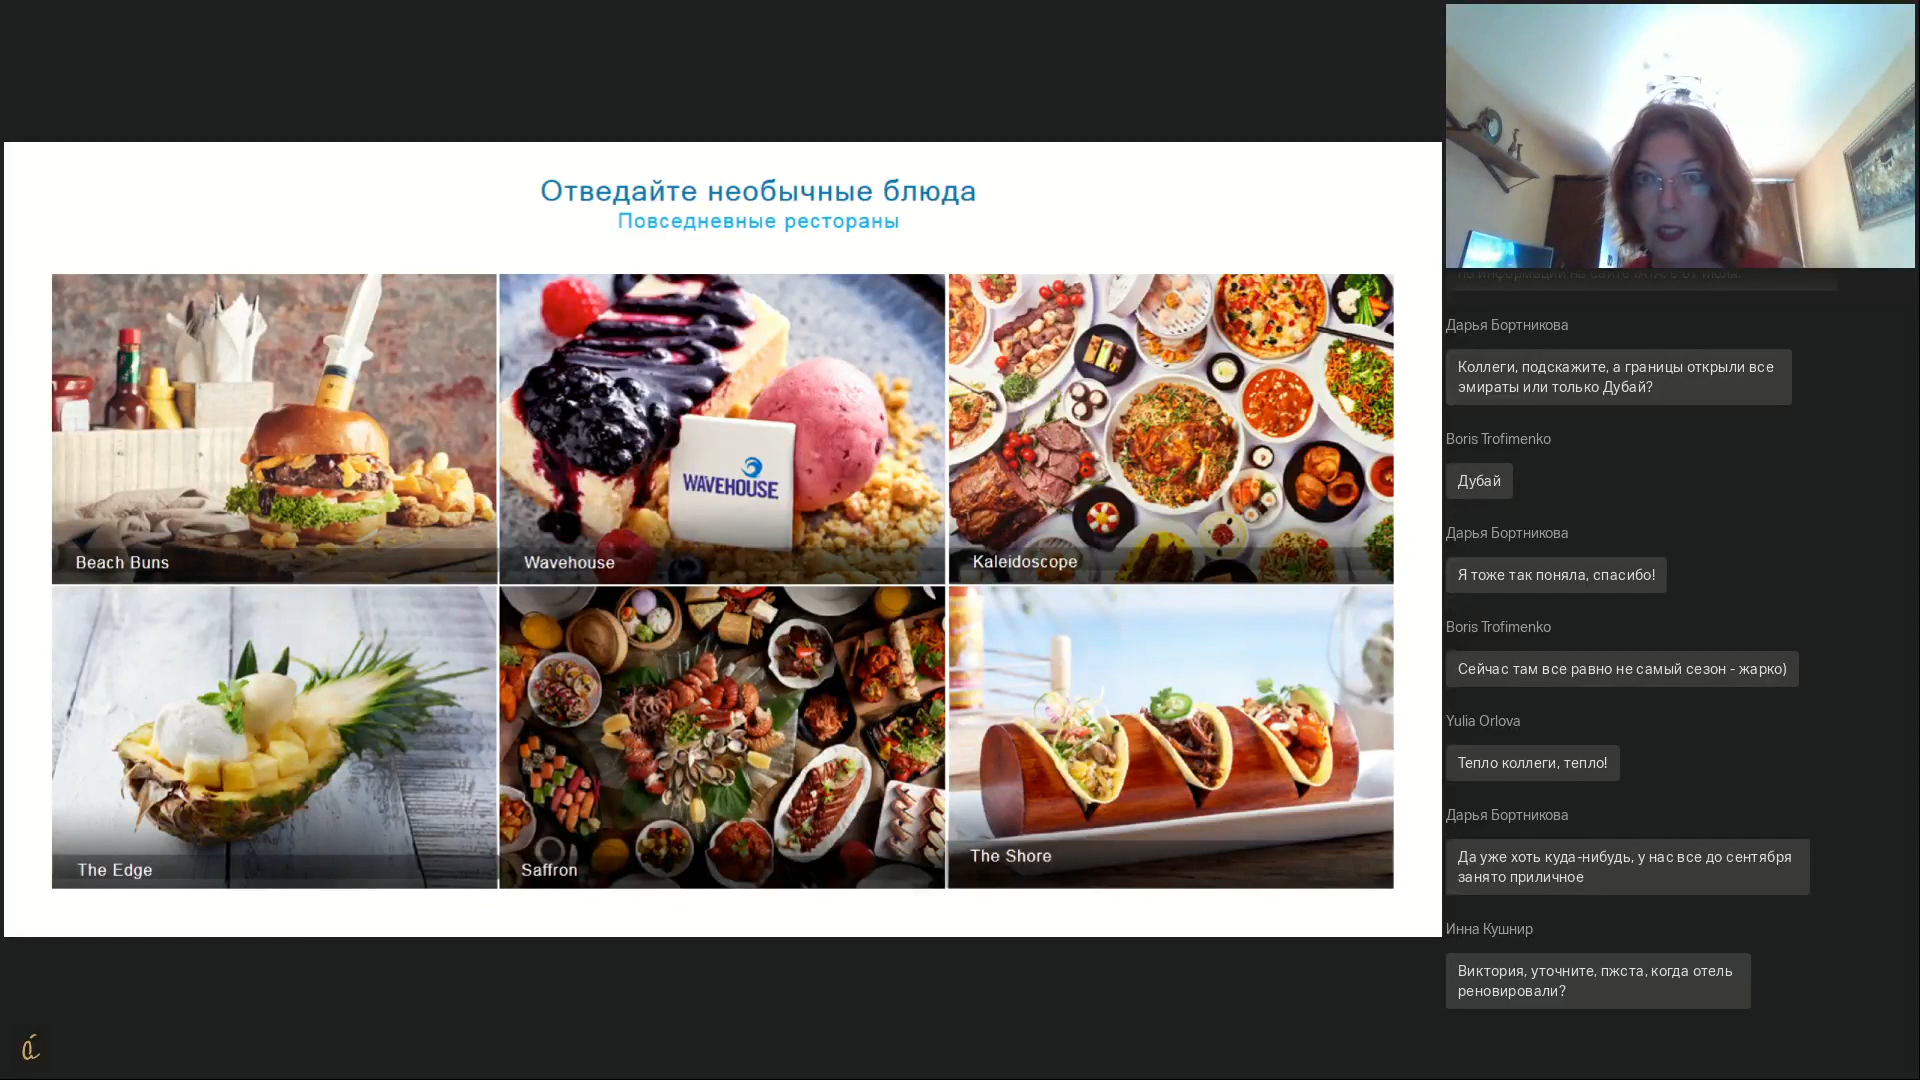 Отведайте необычные блюда
Повседневные рестораны
WAVEHOUSE
Beach Buns
Wavehouse
Kaleidoscope
The Edge
Saffron
The Shore
Дарья Бортникова
Коллеги, подскажите, а границы открыли все
эмираты или только Дубай?
Boris Trofimenko
Дубай
Дарья Бортникова
Я тоже так поняла, спасибо!
Boris Trofimenko
Сейчас там все равно не самый сезон - жарко)
Yulia Orlova
Тепло коллеги, тепло!
Дарья Бортникова
Да уже хоть куда-нибудь, у нас все до сентября
занято приличное
Инна Кушнир
Виктория, уточните, пжста, когда отель
реновировали?
á